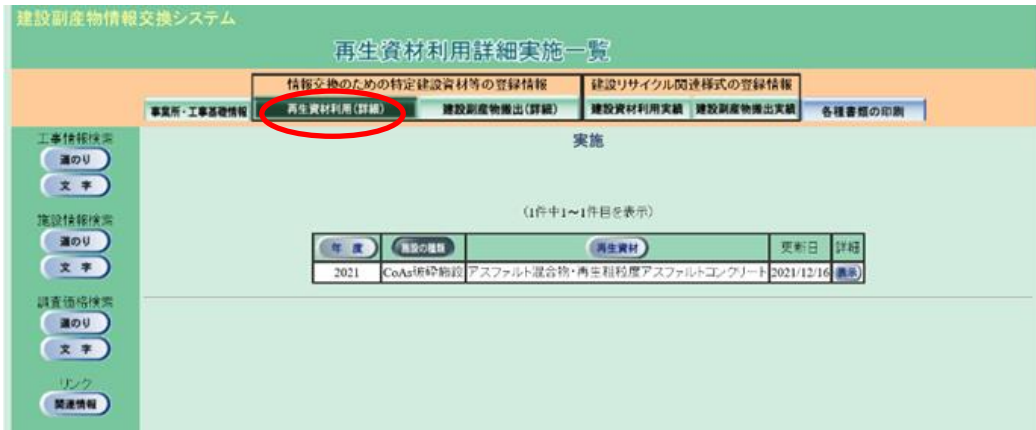 建設副産物情報交換システム
再生資材利用詳細実施一覧
情報交換のための特定建設資材等の登録情報
建設リサイクル関連様式の登録情報
事業所・工事基礎情報
再生資材利用(詳細)
建設副産物搬出(詳細)
建設資材利用実績
建設副産物搬出実績
各種書類の印刷
工事情報検索
道のり
文 字
施設情報検索
道のり
文 字
調査価格検索
道のり
文 字
リンク
関連情報
実施
(1件中1～1件目を表示)
年 度 施設の種類 再生資材 更新日 詳細
2021 CoAs破砕施設 アスファルト混合物・再生粗粒度アスファルトコンクリート 2021/12/16 表示